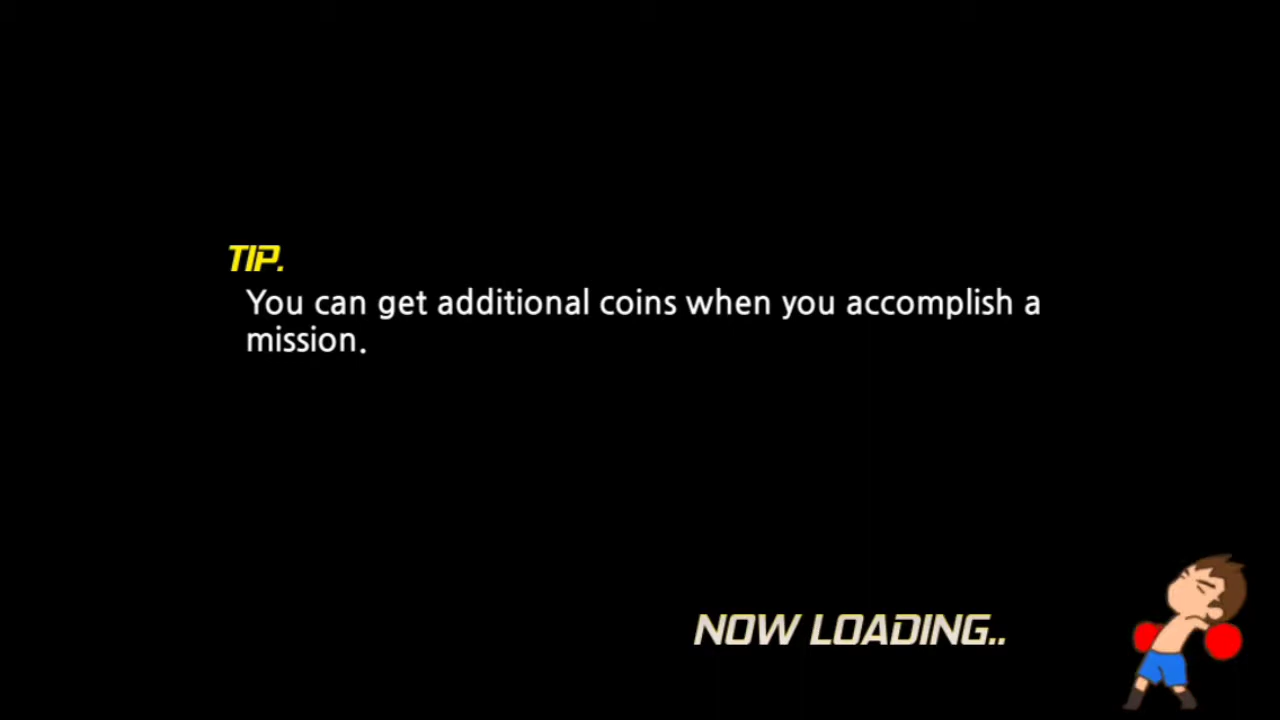 TIP.
You can get additional coins when you accomplish a
mission.
NOW LOADING..